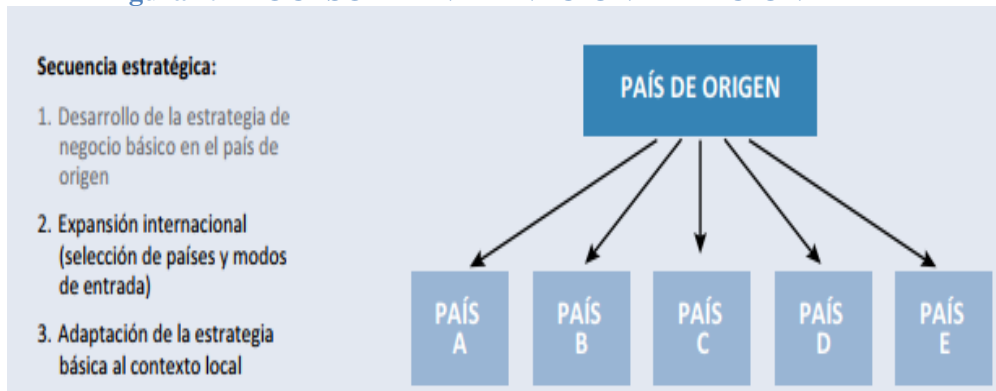 Secuencia estratégica:
1. Desarrollo de la estrategia de
negocio básico en el país de
origen
2. Expansión internacional
(selección de países y modos
de entrada)
3. Adaptación de la estrategia
básica al contexto local
PAÍS DE ORIGEN
PAÍS
A
PAÍS
B
PAÍS
C
PAÍS
D
PAÍS
E